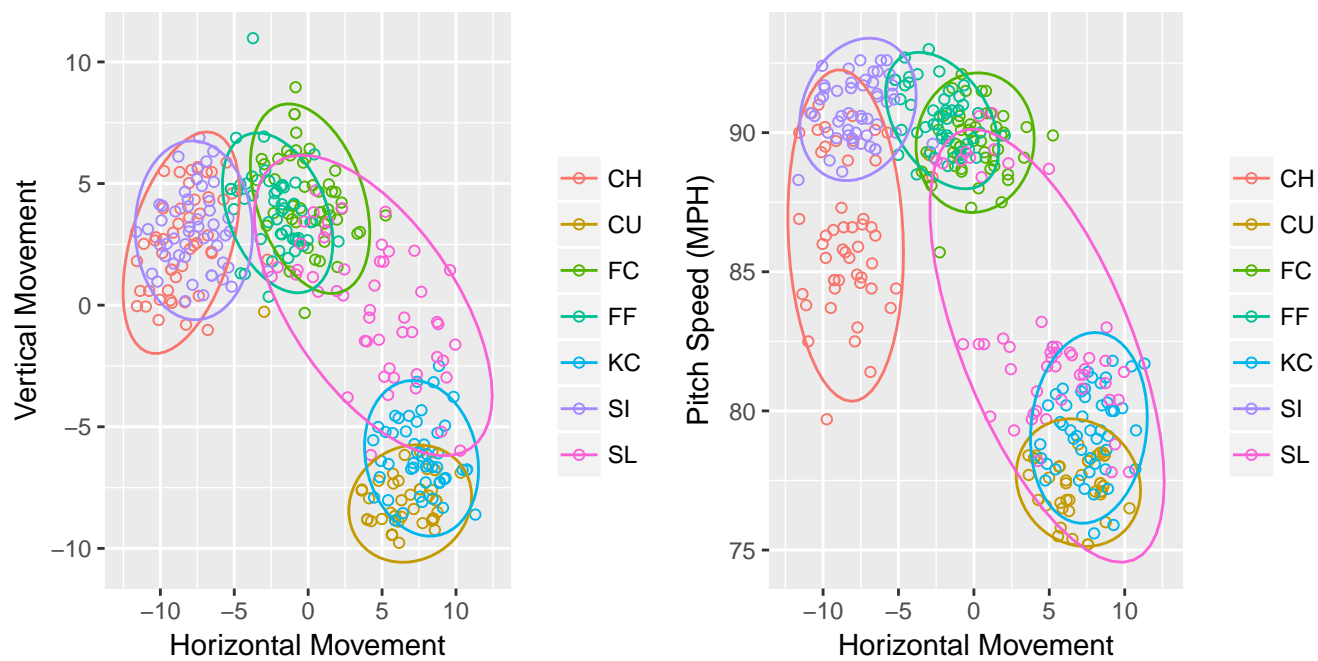 Vertical Movement
10
5
0
−5
−10
−10 −5 0 5 10
Horizontal Movement
CH
CU
FC
FF
KC
SI
SL
Pitch Speed (MPH)
90
85
80
75
−10 −5 0 5 10
Horizontal Movement
CH
CU
FC
FF
KC
SI
SL